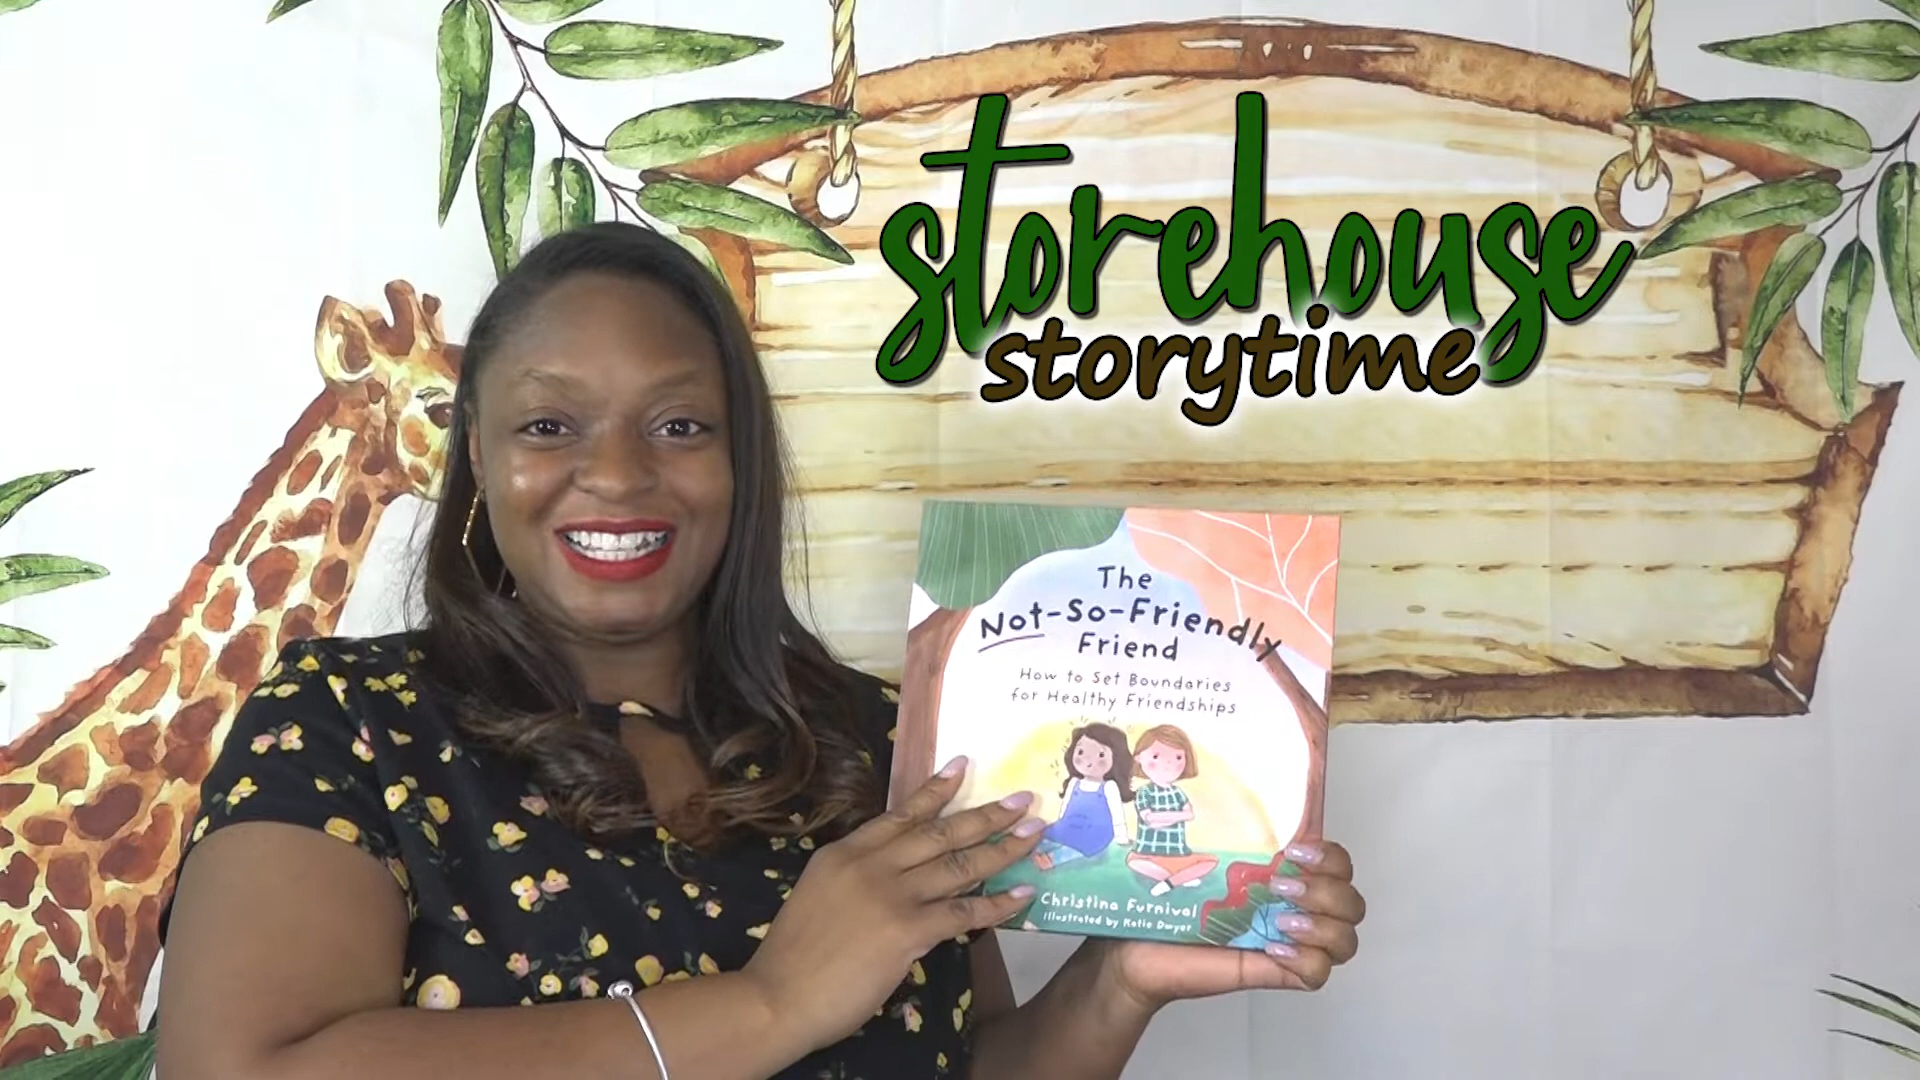 storehouse
storytime
The
Not-So-Friendly
Friend
How to Set Boundaries
for Healthy Friendships
Christina Furnival
illustrated by Katie Dwyer